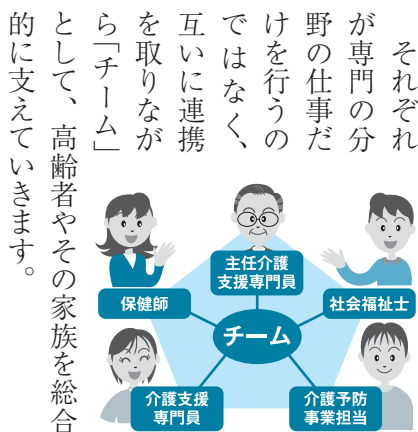 それぞれ
が専門の分
野の仕事だ
けを行うの
ではなく、
互いに連携
を取りなが
ら「チーム」
として、高齢者やその家族を総合
的に支えていきます。
主任介護
支援専門員
保健師
社会福祉士
チーム
介護支援
専門員
介護予防
事業担当